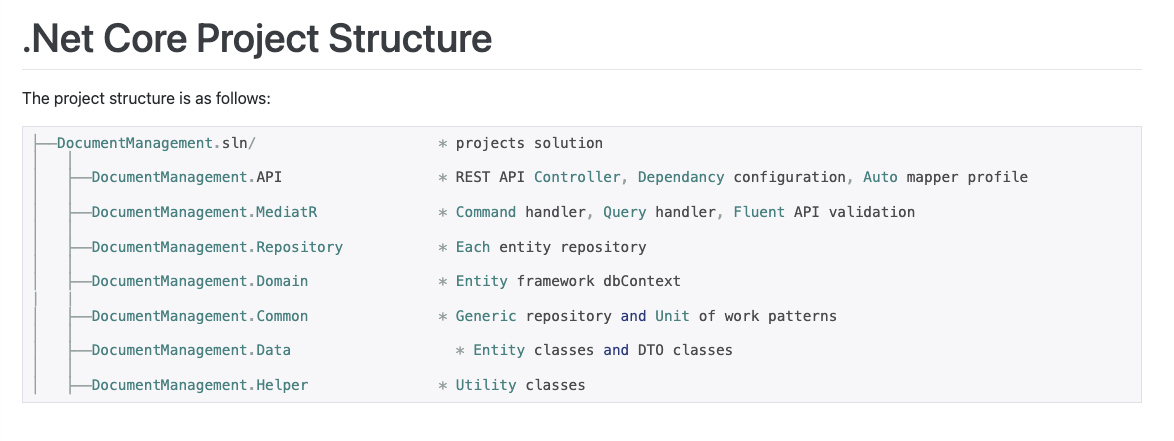 .Net Core Project Structure
The project structure is as follows:
├──DocumentManagement.sln/ * projects solution
│ ├──DocumentManagement.API * REST API Controller, Dependancy configuration, Auto mapper profile
│ ├──DocumentManagement.MediatR * Command handler, Query handler, Fluent API validation
│ ├──DocumentManagement.Repository * Each entity repository
│ ├──DocumentManagement.Domain * Entity framework dbContext
│ ├──DocumentManagement.Common * Generic repository and Unit of work patterns
│ ├──DocumentManagement.Data * Entity classes and DTO classes
│ ├──DocumentManagement.Helper * Utility classes